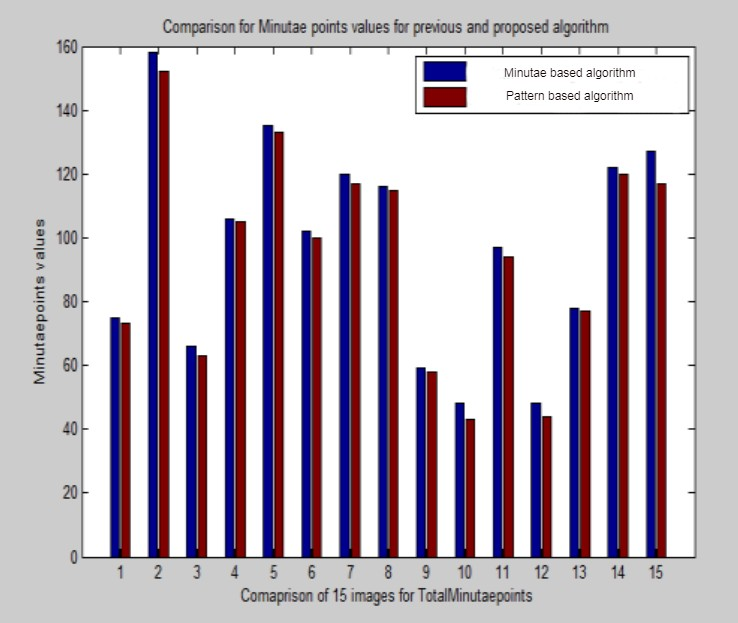 Comparison for Minutae points values for previous and proposed algorithm
Minutae based algorithm
Pattern based algorithm
160
140
120
100
80
60
40
20
0
Minutaepoints values
1 2 3 4 5 6 7 8 9 10 11 12 13 14 15
Comaprison of 15 images for TotalMinutaepoints